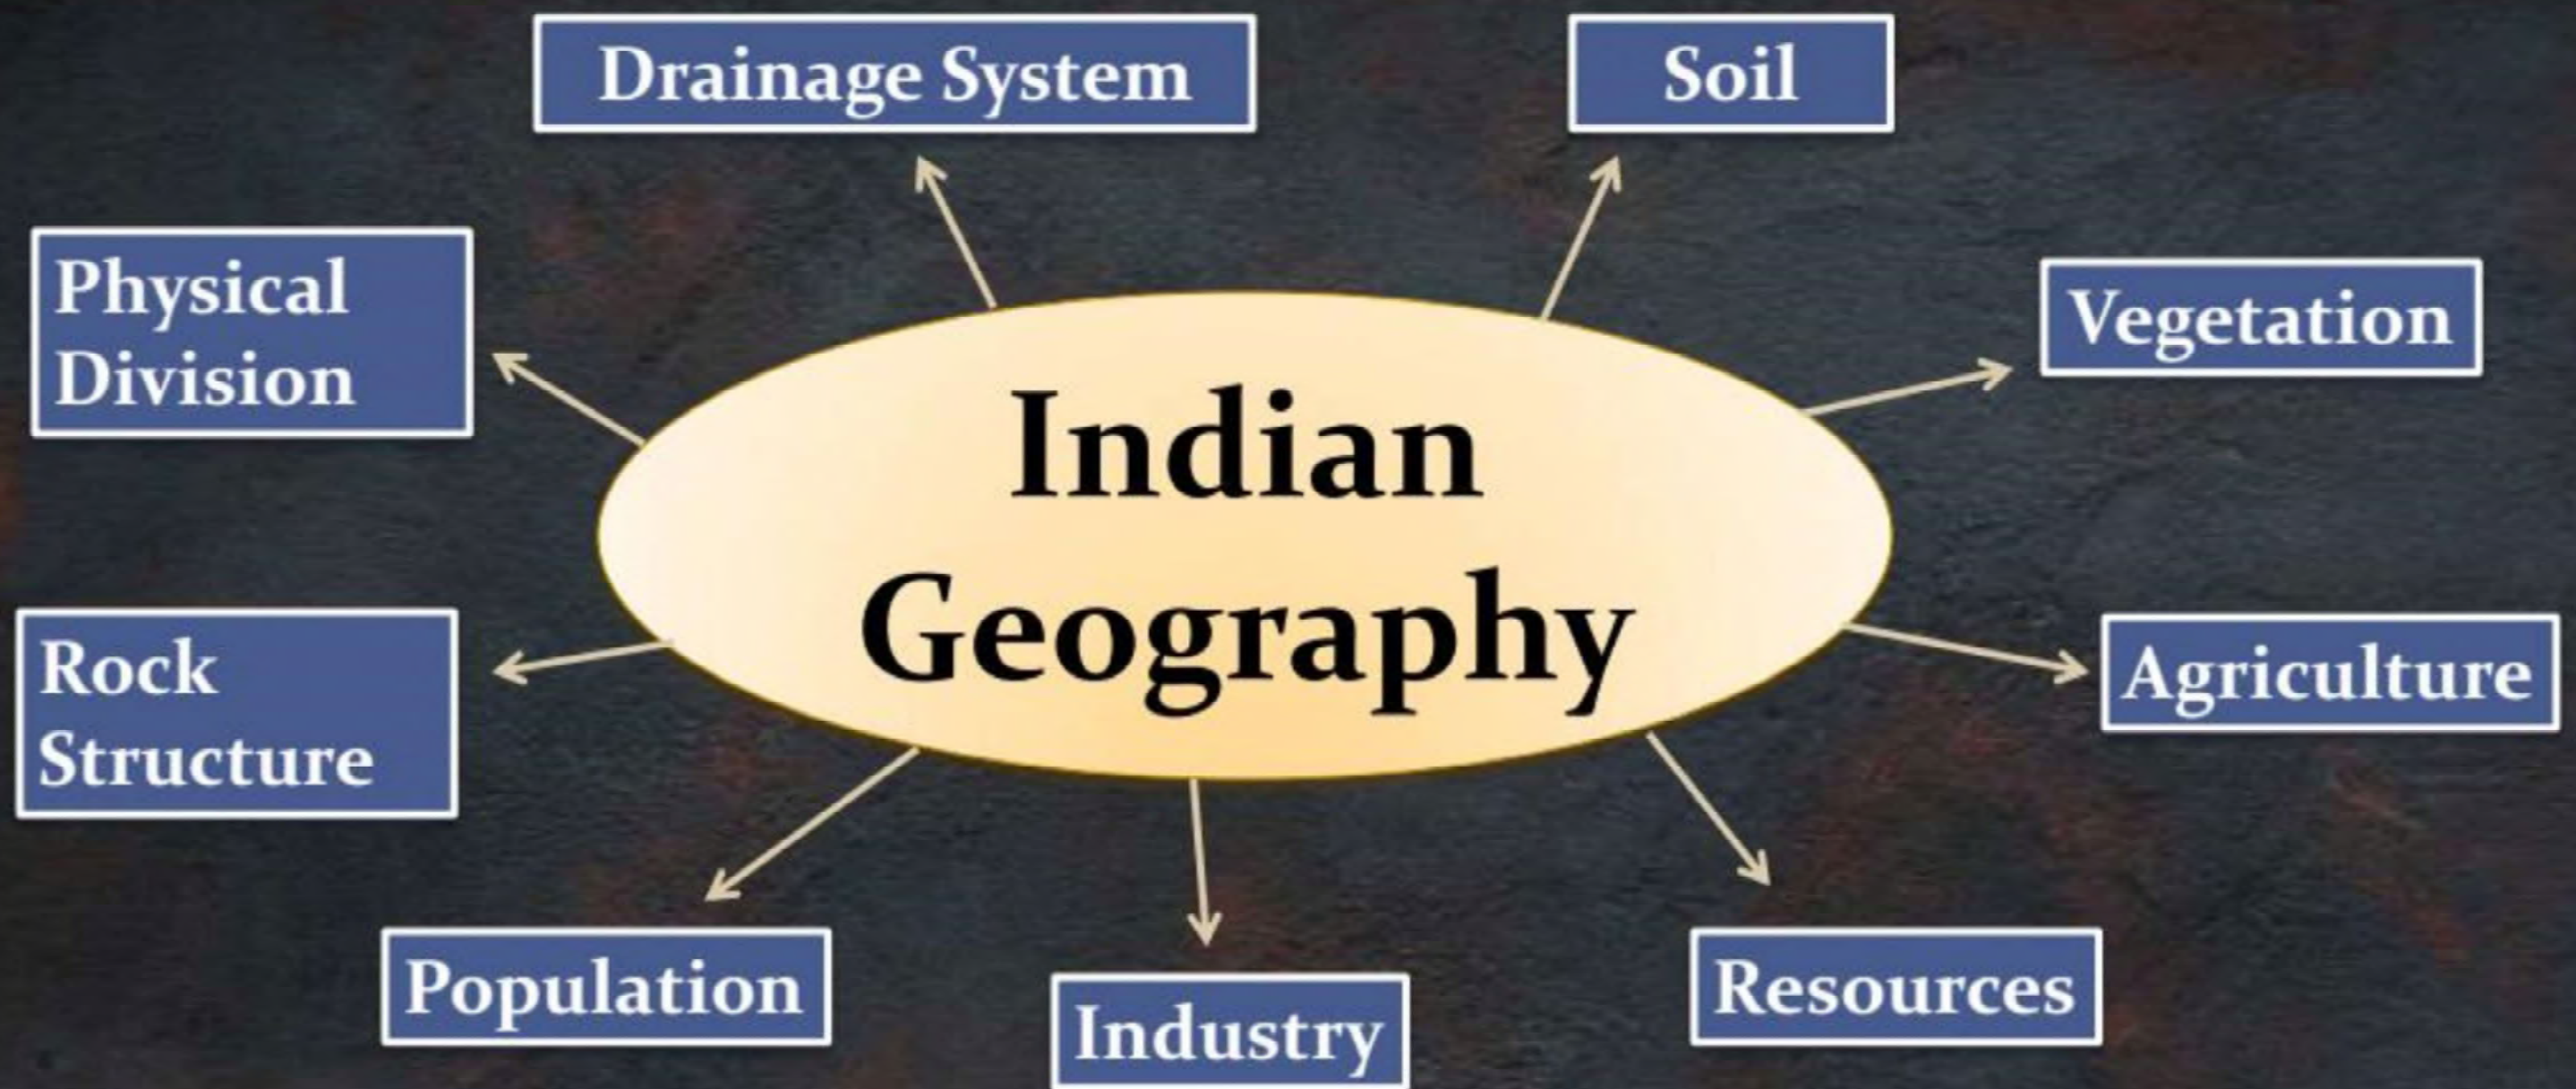 Drainage System
Soil
Physical
Division
Vegetation
Indian
Geography
Rock
Structure
Agriculture
Population
Industry
Resources